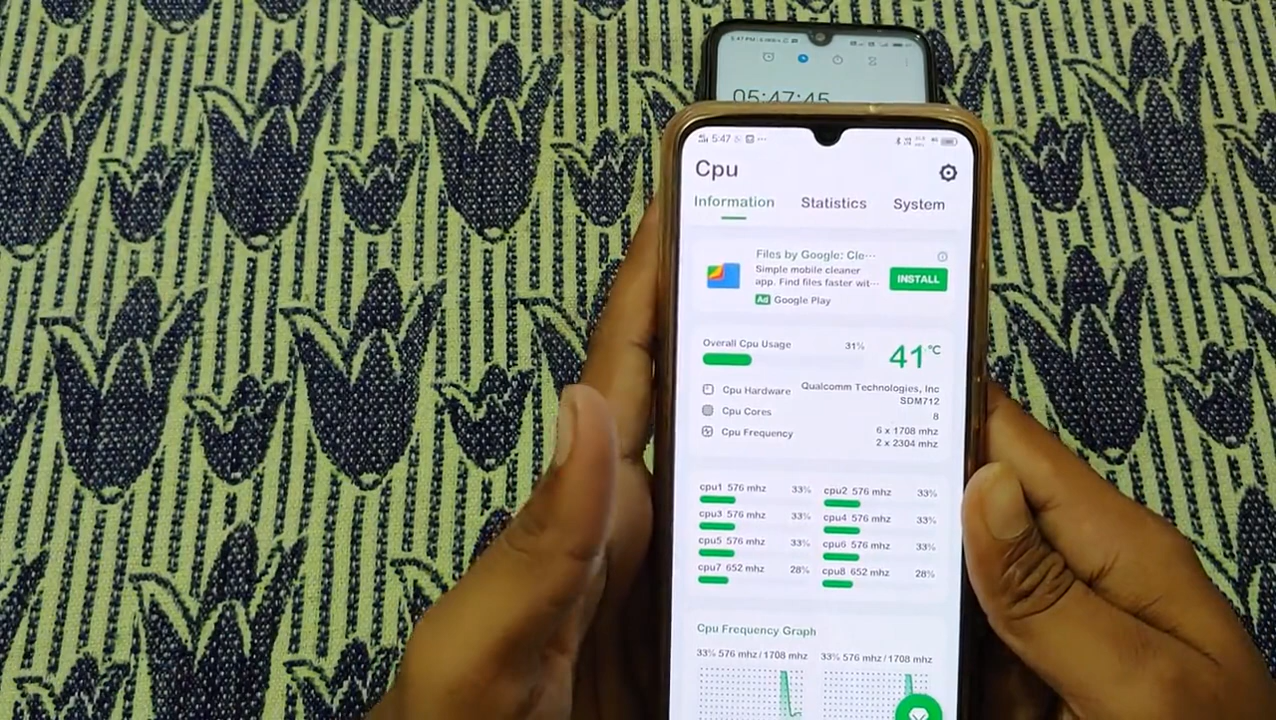 5:47 PM
05:47:45
5:47 ...
Cpu
Information Statistics System
Files by Google: Cle...
Simple mobile cleaner
app. Find files faster wit...
INSTALL
Ad Google Play
Overall Cpu Usage 31% 41°C
Cpu Hardware Qualcomm Technologies, Inc
SDM712
Cpu Cores 8
Cpu Frequency 6 x 1708 mhz
2 x 2304 mhz
cpu1 576 mhz 33% cpu2 576 mhz 33%
cpu3 576 mhz 33% cpu4 576 mhz 33%
cpu5 576 mhz 33% cpu6 576 mhz 33%
cpu7 652 mhz 28% cpu8 652 mhz 28%
Cpu Frequency Graph
33% 576 mhz/1708 mhz 33% 576 mhz/1708 mhz